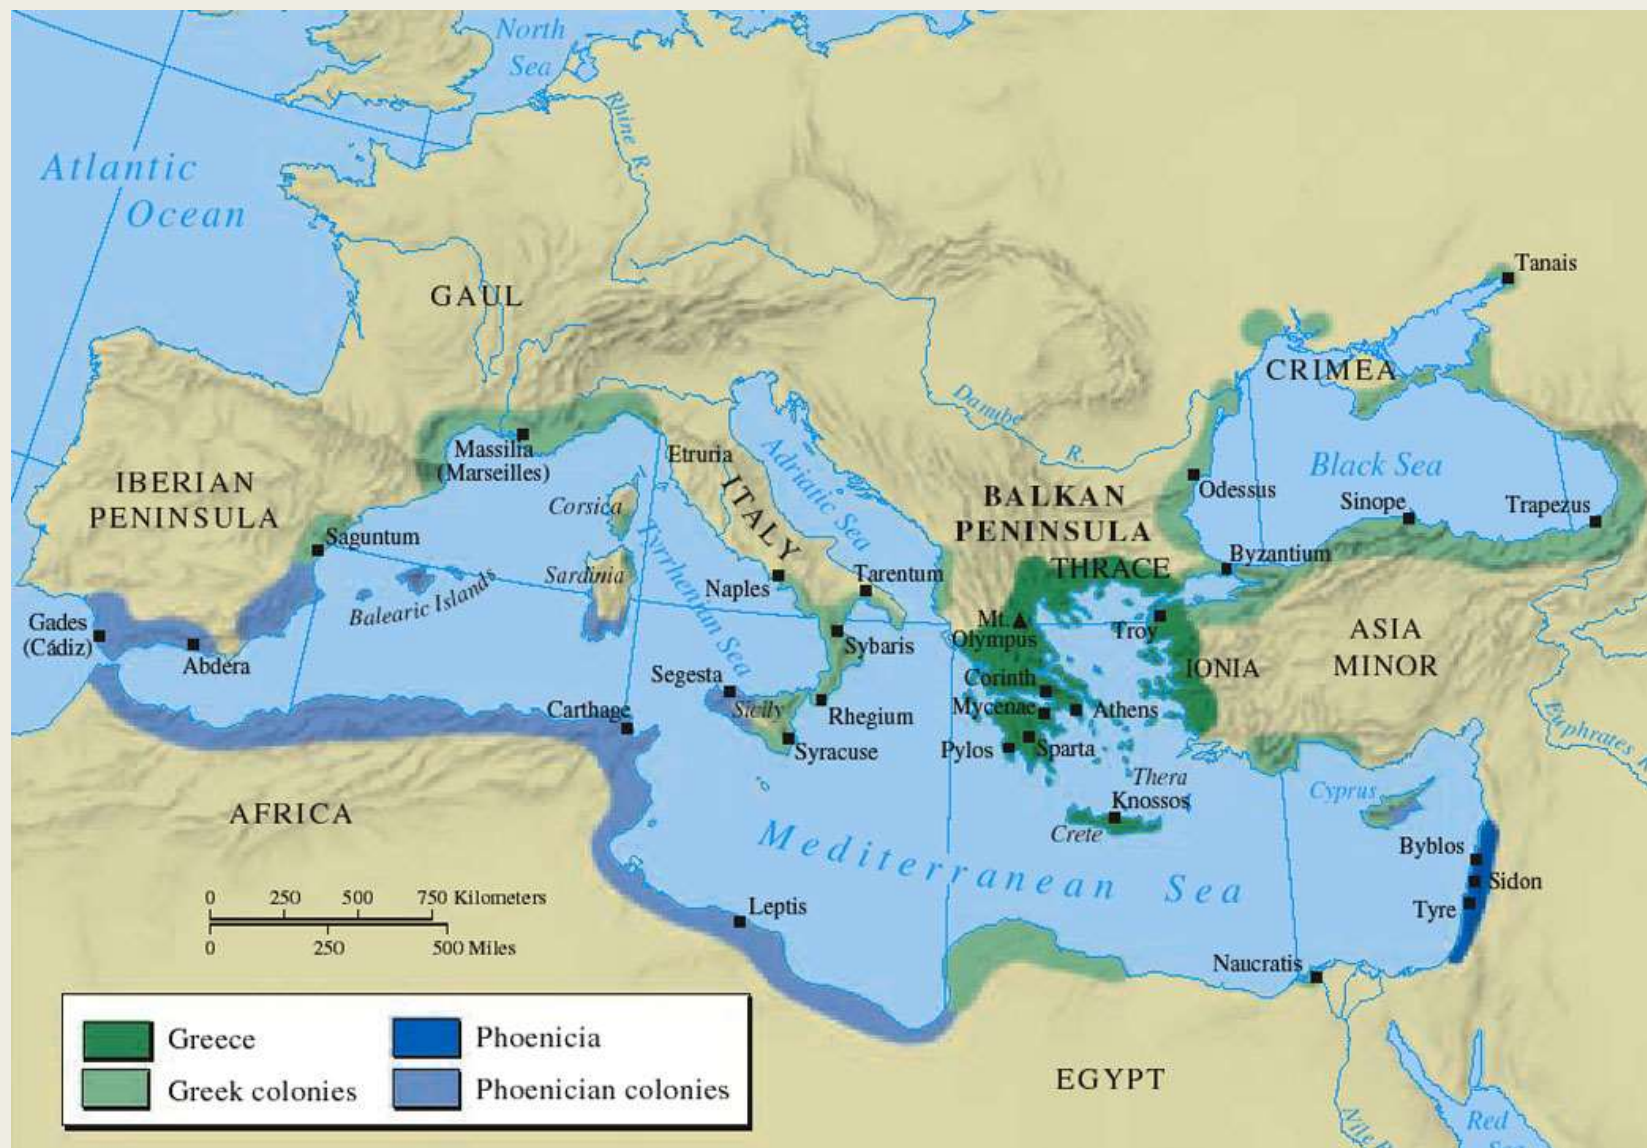 North
Sea
Rhine R.
Atlantic
Ocean
GAUL
Tanais
CRIMEA
Danube
R.
Massilia
(Marseilles)
Etruria
Adriatic Sea
ITALY
Black Sea
IBERIAN
PENINSULA
Corsica
BALKAN
PENINSULA
Odessus
Sinope
Trapezus
Saguntum
Tyrrhennian Sea
THRACE
Byzantium
Balearic Islands
Sardinia
Naples
Tarentum
Mt.
Olympus
Troy
ASIA
MINOR
Gades
(Cádiz)
Abdera
Sybaris
IONIA
Segesta
Sicily
Corinth
Mycenae
Athens
Carthage
Rhegium
Syracuse
Pylos
Sparta
Euphrates
Thera
Knossos
Crete
Cyprus
AFRICA
Mediterranean Sea
Byblos
Sidon
Tyre
0 250 500 750 Kilometers
0 250 500 Miles
Leptis
Naucratis
Greece
Phoenicia
Greek colonies
Phoenician colonies
EGYPT
Nile
Red